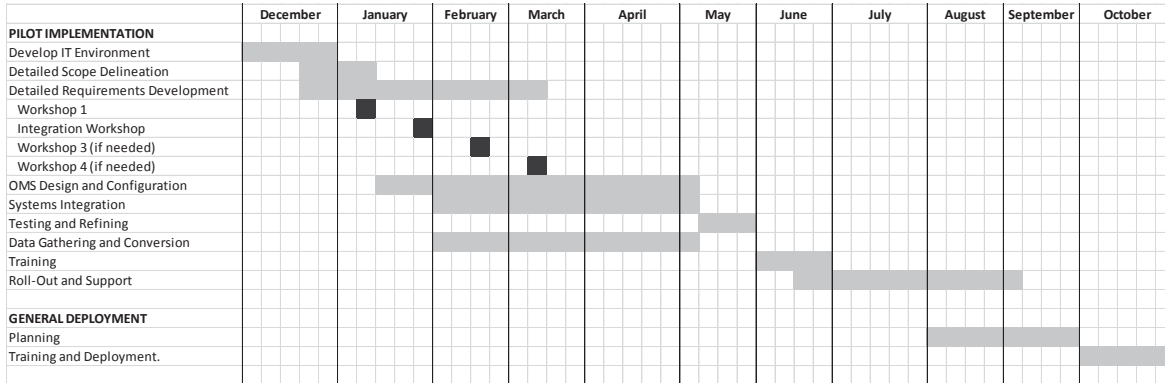 December January February March April May June July August September October
PILOT IMPLEMENTATION
Develop IT Environment
Detailed Scope Delineation
Detailed Requirements Development
Workshop 1
Integration Workshop
Workshop 3 (if needed)
Workshop 4 (if needed)
OMS Design and Configuration
Systems Integration
Testing and Refining
Data Gathering and Conversion
Training
Roll-Out and Support
GENERAL DEPLOYMENT
Planning
Training and Deployment.